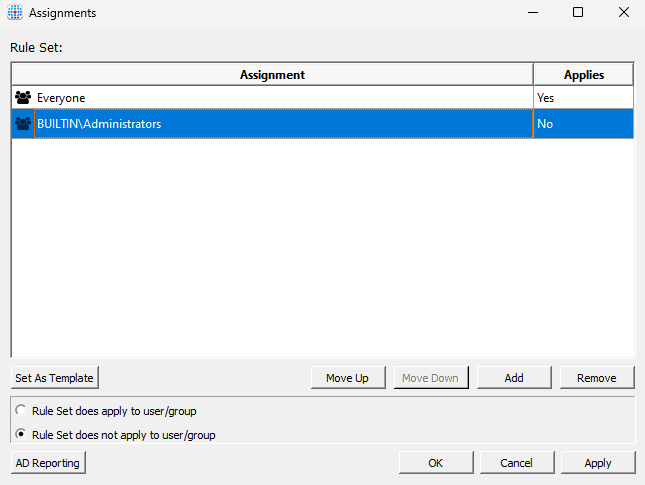 Assignments
Rule Set:
Assignment Applies
Everyone Yes
BUILTIN\Administrators No
Set As Template Move Up Move Down Add Remove
Rule Set does apply to user/group
Rule Set does not apply to user/group
AD Reporting OK Cancel Apply